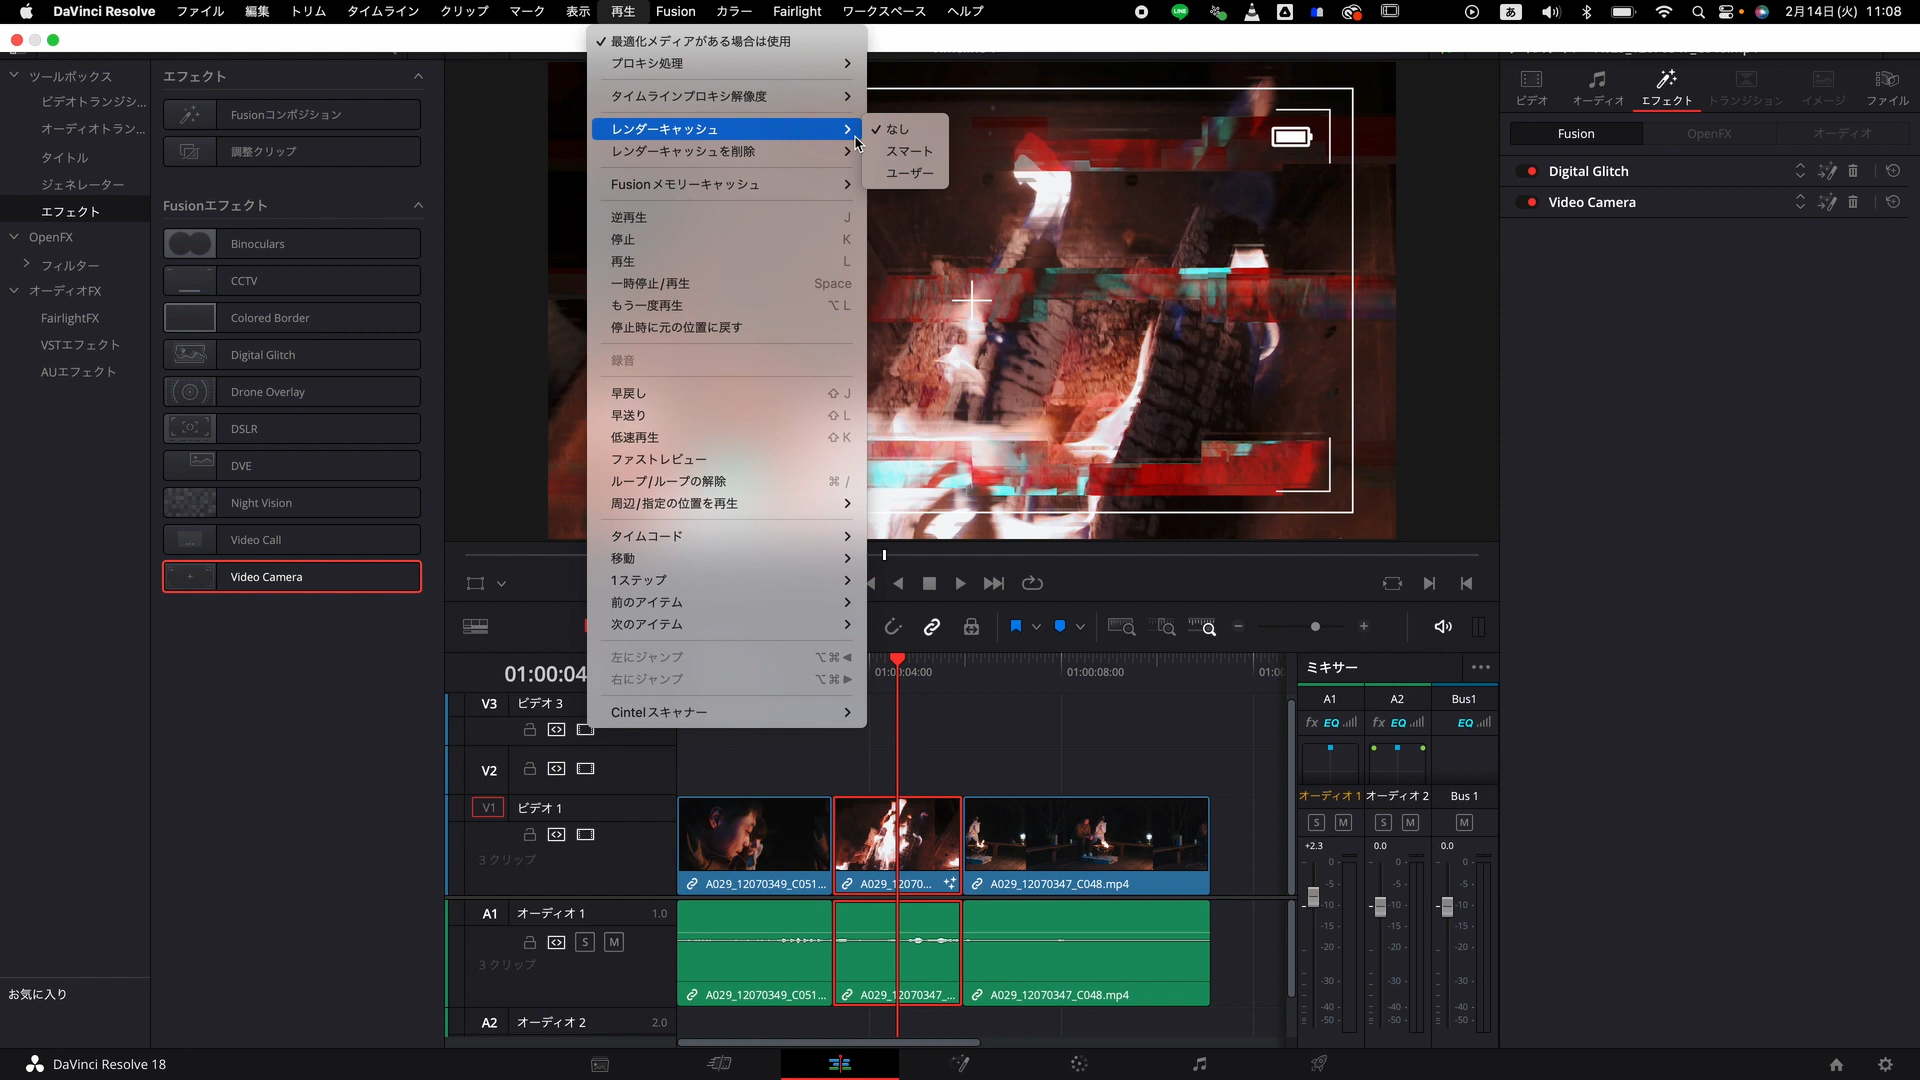 DaVinci Resolve ファイル 編集 トリム タイムライン クリップ マーク 表示 再生 Fusion カラー Fairlight ワークスペース ヘルプ
LINE あ 2月14日(火) 11:08
ツールボックス
ビデオトランジシ...
オーディオトラン...
タイトル
ジェネレーター
エフェクト
OpenFX
フィルター
オーディオFX
FairlightFX
VSTエフェクト
AUエフェクト
お気に入り
エフェクト
Fusionコンポジション
調整クリップ
Fusionエフェクト
Binoculars
CCTV
Colored Border
Digital Glitch
Drone Overlay
DSLR
DVE
Night Vision
Video Call
Video Camera
✓ 最適化メディアがある場合は使用
プロキシ処理
タイムラインプロキシ解像度
レンダーキャッシュ
レンダーキャッシュを削除
Fusionメモリーキャッシュ
逆再生 J
停止 K
再生 L
一時停止/再生 Space
もう一度再生 ⌥ L
停止時に元の位置に戻す
録音
早戻し ⇧ J
早送り ⇧ L
低速再生 ⇧ K
ファストレビュー
ループ/ループの解除 ⌘ /
周辺/指定の位置を再生
タイムコード
移動
1ステップ
前のアイテム
次のアイテム
左にジャンプ ⌥⌘◀
右にジャンプ ⌥⌘▶
Cintelスキャナー
✓ なし
スマート
ユーザー
ビデオ オーディオ エフェクト トランジション イメージ ファイル
Fusion OpenFX オーディオ
Digital Glitch
Video Camera
01:00:04
01:00:04:00 01:00:08:00 01:00
V3 ビデオ 3
V2
V1 ビデオ 1
3 クリップ
A029_12070349_C051... A029_12070... A029_12070347_C048.mp4
A1 オーディオ 1 1.0
S M
3 クリップ
A029_12070349_C051... A029_12070347_... A029_12070347_C048.mp4
A2 オーディオ 2 2.0
ミキサー
A1 A2 Bus1
fx EQ fx EQ EQ
オーディオ 1 オーディオ 2 Bus 1
S M S M M
+2.3 0.0 0.0
0 0 0
-5 -5 -5
-10 -10 -10
-15 -15 -15
-20 -20 -20
-30 -30 -30
-40 -40 -40
-50 -50 -50
DaVinci Resolve 18